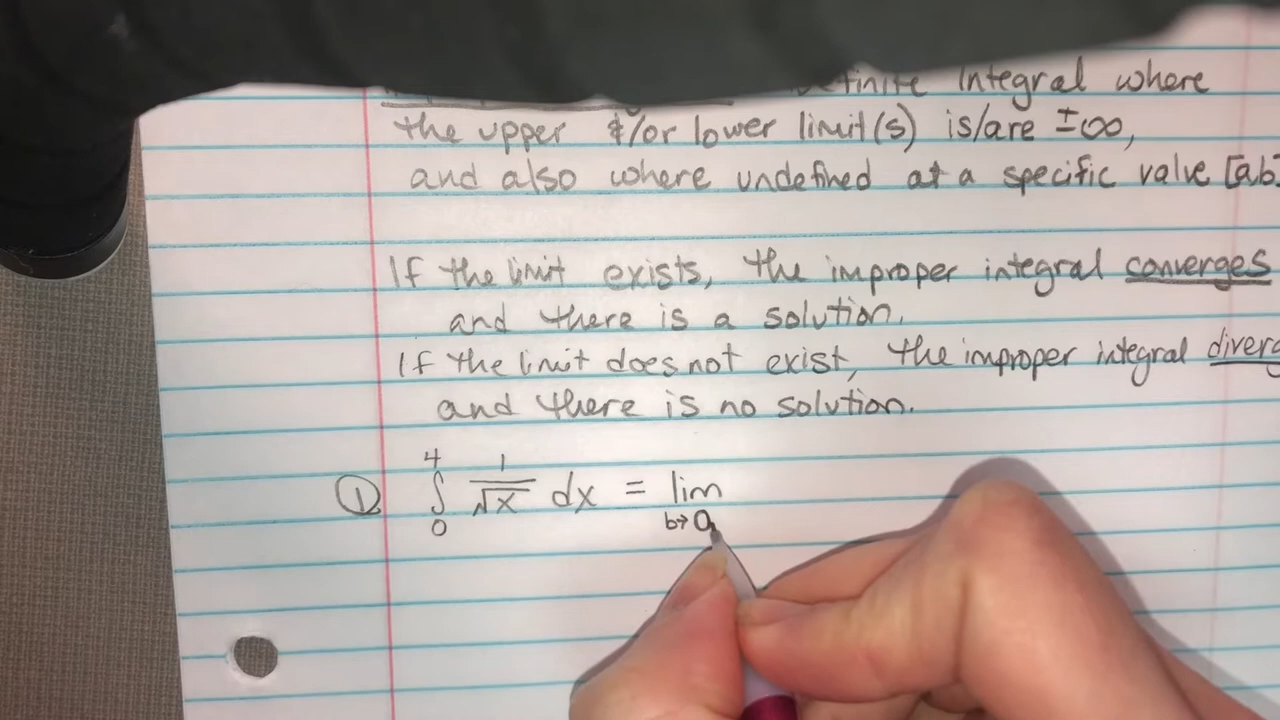 Integral where
the upper &/or lower limit(s) is/are ±∞,
and also where undefined at a specific value [a,b]
If the limit exists, the improper integral converges
and there is a solution.
If the limit does not exist, the improper integral
and there is no solution.
① ∫₀⁴ 1/√x dx = lim b→0